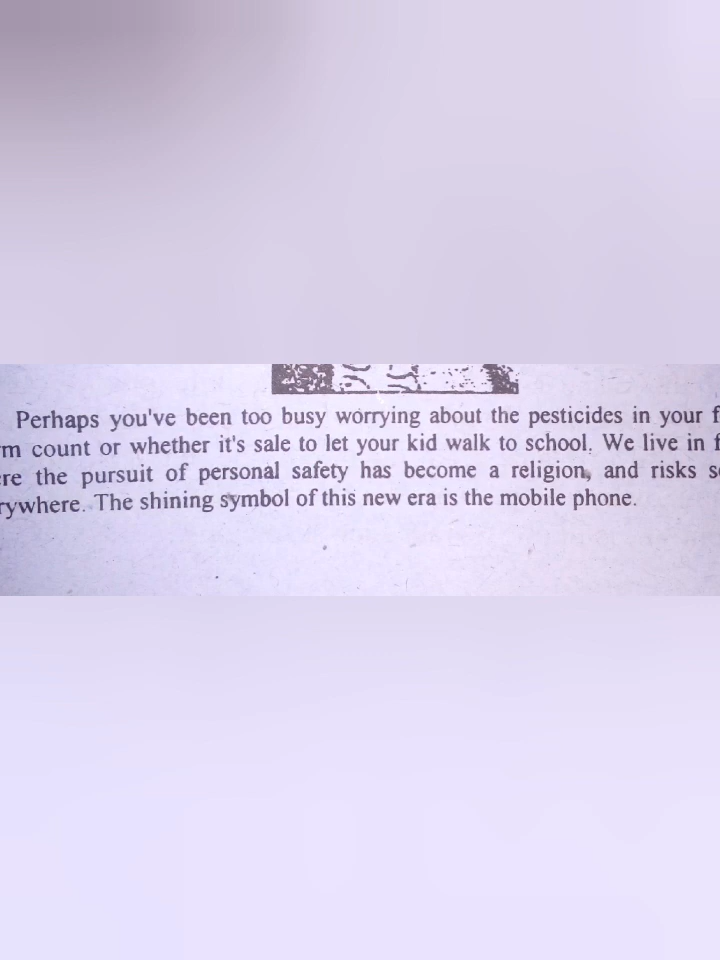 Perhaps you've been too busy worrying about the pesticides in your
count or whether it's sale to let your kid walk to school. We live in
the pursuit of personal safety has become a religion, and risks
The shining symbol of this new era is the mobile phone.